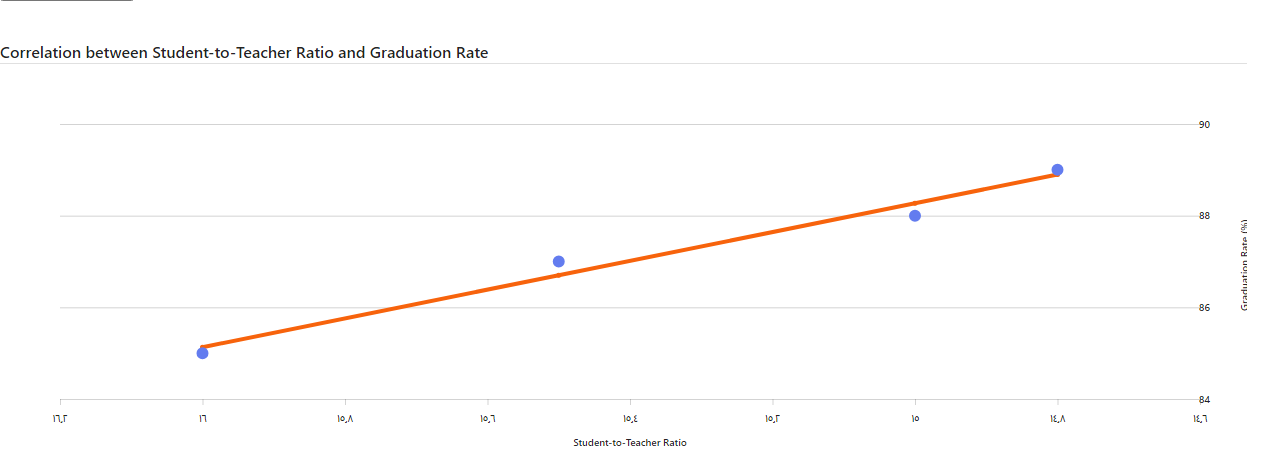 Correlation between Student-to-Teacher Ratio and Graduation Rate
90
88
86
84
Graduation Rate (%)
١٦٫٢ ١٦ ١٥٫٨ ١٥٫٦ ١٥٫٤ ١٥٫٢ ١٥ ١٤٫٨ ١٤٫٦
Student-to-Teacher Ratio